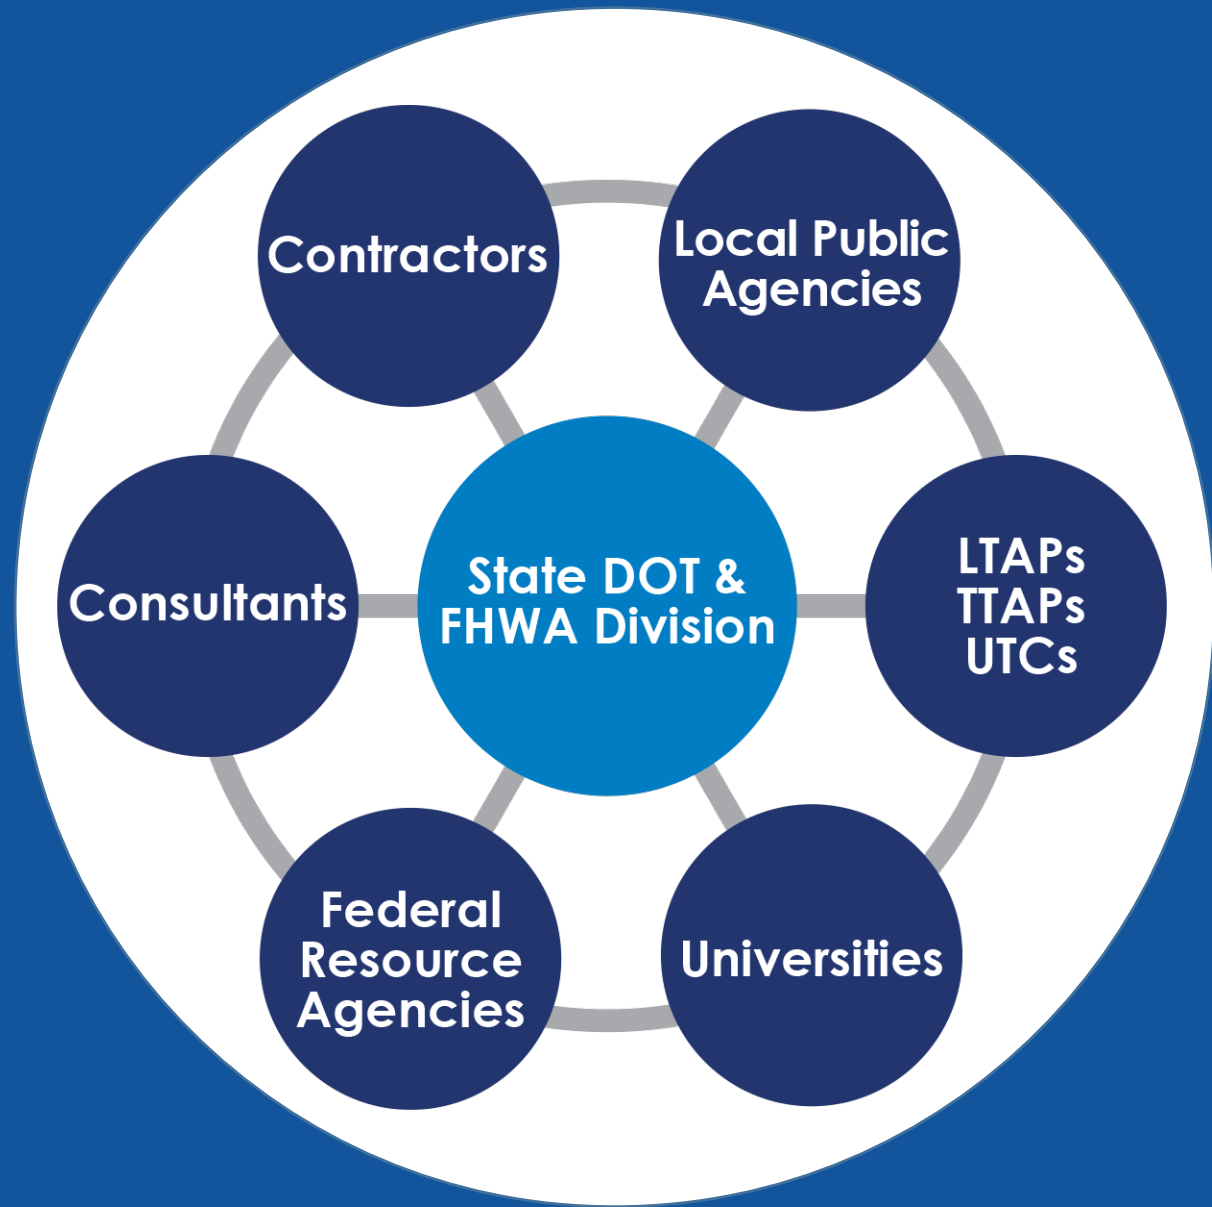 Contractors
Local Public
Agencies
Consultants
State DOT &
FHWA Division
LTAPs
TTAPs
UTCs
Federal
Resource
Agencies
Universities